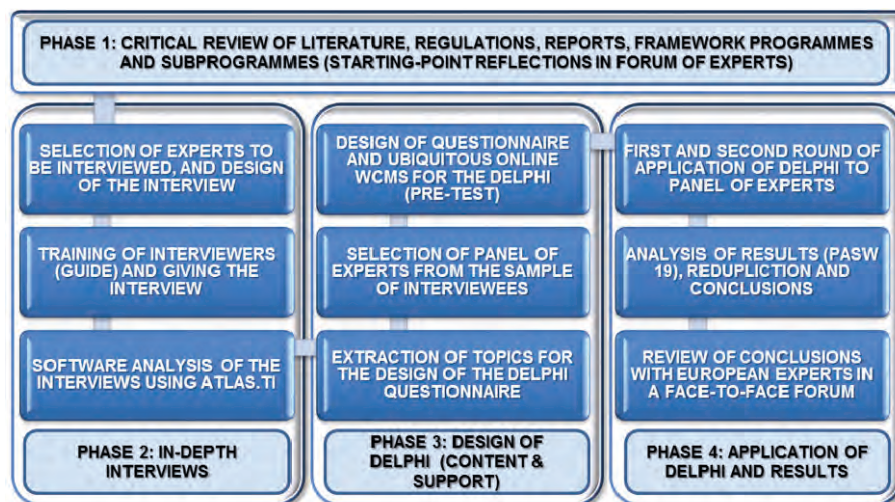 PHASE 1: CRITICAL REVIEW OF LITERATURE, REGULATIONS, REPORTS, FRAMEWORK PROGRAMMES
AND SUBPROGRAMMES (STARTING-POINT REFLECTIONS IN FORUM OF EXPERTS)
SELECTION OF EXPERTS TO
BE INTERVIEWED, AND DESIGN
OF THE INTERVIEW
TRAINING OF INTERVIEWERS
(GUIDE) AND GIVING THE
INTERVIEW
SOFTWARE ANALYSIS OF THE
INTERVIEWS USING ATLAS.TI
PHASE 2: IN-DEPTH
INTERVIEWS
DESIGN OF QUESTIONNAIRE
AND UBIQUITOUS ONLINE
WCMS FOR THE DELPHI
(PRE-TEST)
SELECTION OF PANEL OF
EXPERTS FROM THE SAMPLE
OF INTERVIEWEES
EXTRACTION OF TOPICS FOR
THE DESIGN OF THE DELPHI
QUESTIONNAIRE
PHASE 3: DESIGN OF
DELPHI (CONTENT &
SUPPORT)
FIRST AND SECOND ROUND OF
APPLICATION OF DELPHI TO
PANEL OF EXPERTS
ANALYSIS OF RESULTS (PASW
19), REDUPLICTION AND
CONCLUSIONS
REVIEW OF CONCLUSIONS
WITH EUROPEAN EXPERTS IN
A FACE-TO-FACE FORUM
PHASE 4: APPLICATION OF
DELPHI AND RESULTS